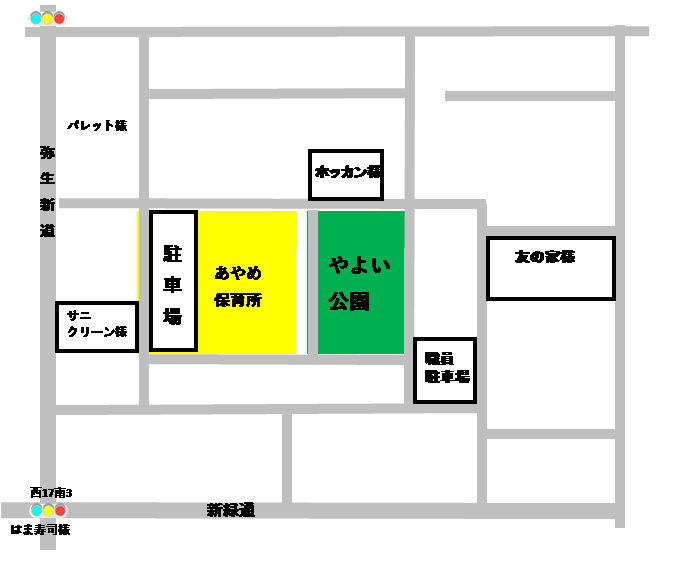 パレット様
弥生新道
ホッカン様
駐車場
あやめ
保育所
やよい
公園
友の家様
サニ
クリーン様
職員
駐車場
西17南3
新緑通
はま寿司様